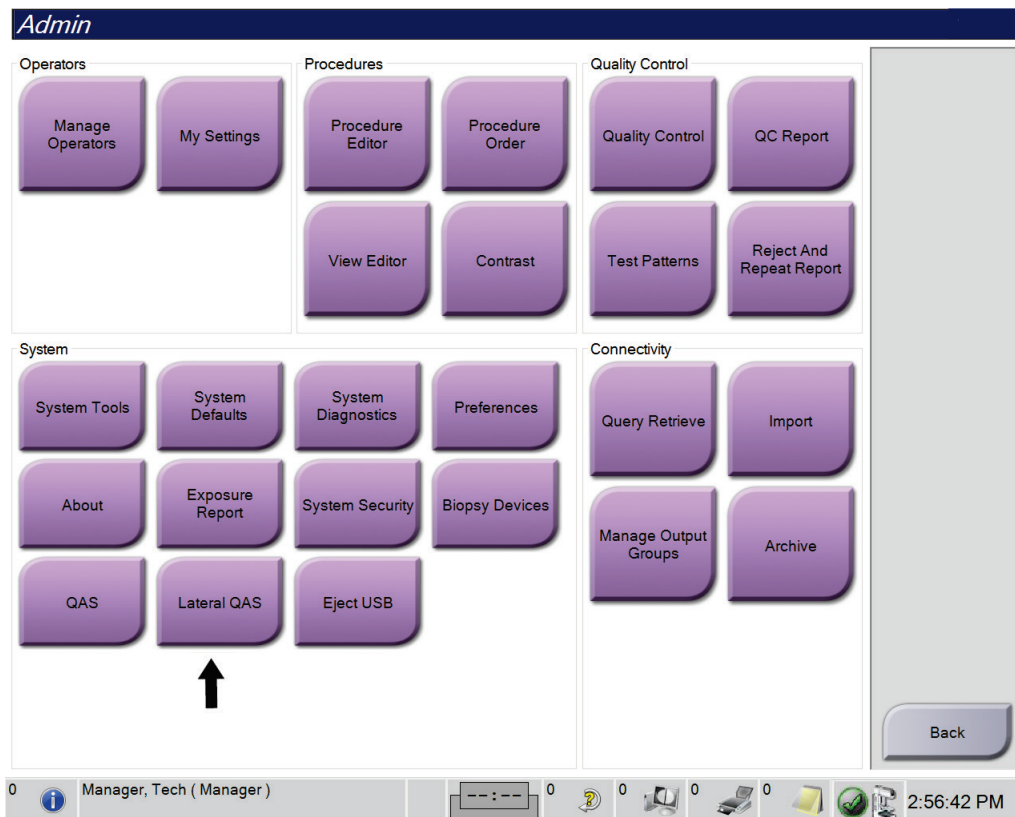 Admin
Operators
Manage
Operators
My Settings
Procedures
Procedure
Editor
Procedure
Order
View Editor
Contrast
Quality Control
Quality Control
QC Report
Test Patterns
Reject And
Repeat Report
System
System Tools
System
Defaults
System
Diagnostics
Preferences
About
Exposure
Report
System Security
Biopsy Devices
QAS
Lateral QAS
Eject USB
Connectivity
Query Retrieve
Import
Manage Output
Groups
Archive
Back
0
Manager, Tech ( Manager )
--:--
0
0
0
0
2:56:42 PM